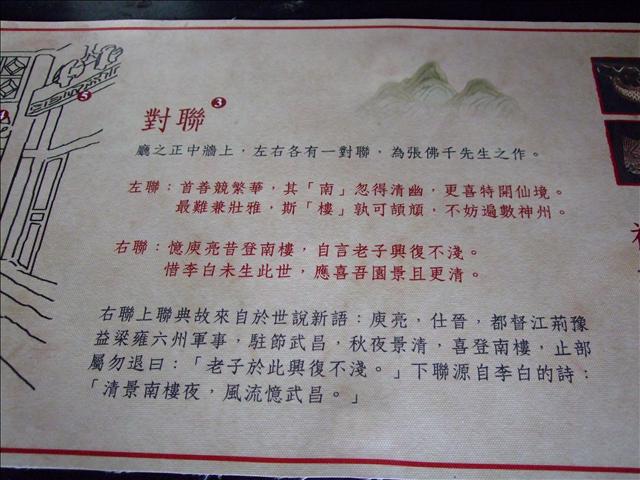 對聯 3
廳之正中牆上，左右各有一對聯，為張佛千先生之作。
左聯：首善競繁華，其「南」忽得清幽，更喜特開仙境。
最難兼壯雅，斯「樓」孰可頡頏，不妨遍數神州。
右聯：憶庾亮昔登南樓，自言老子興復不淺。
惜李白未生此世，應喜吾園景且更清。
右聯上聯典故來自於世說新語：庾亮，仕晉，都督江荊豫
益梁雍六州軍事，駐節武昌，秋夜景清，喜登南樓，止部
屬勿退曰：「老子於此興復不淺。」下聯源自李白的詩：
「清景南樓夜，風流憶武昌。」
5